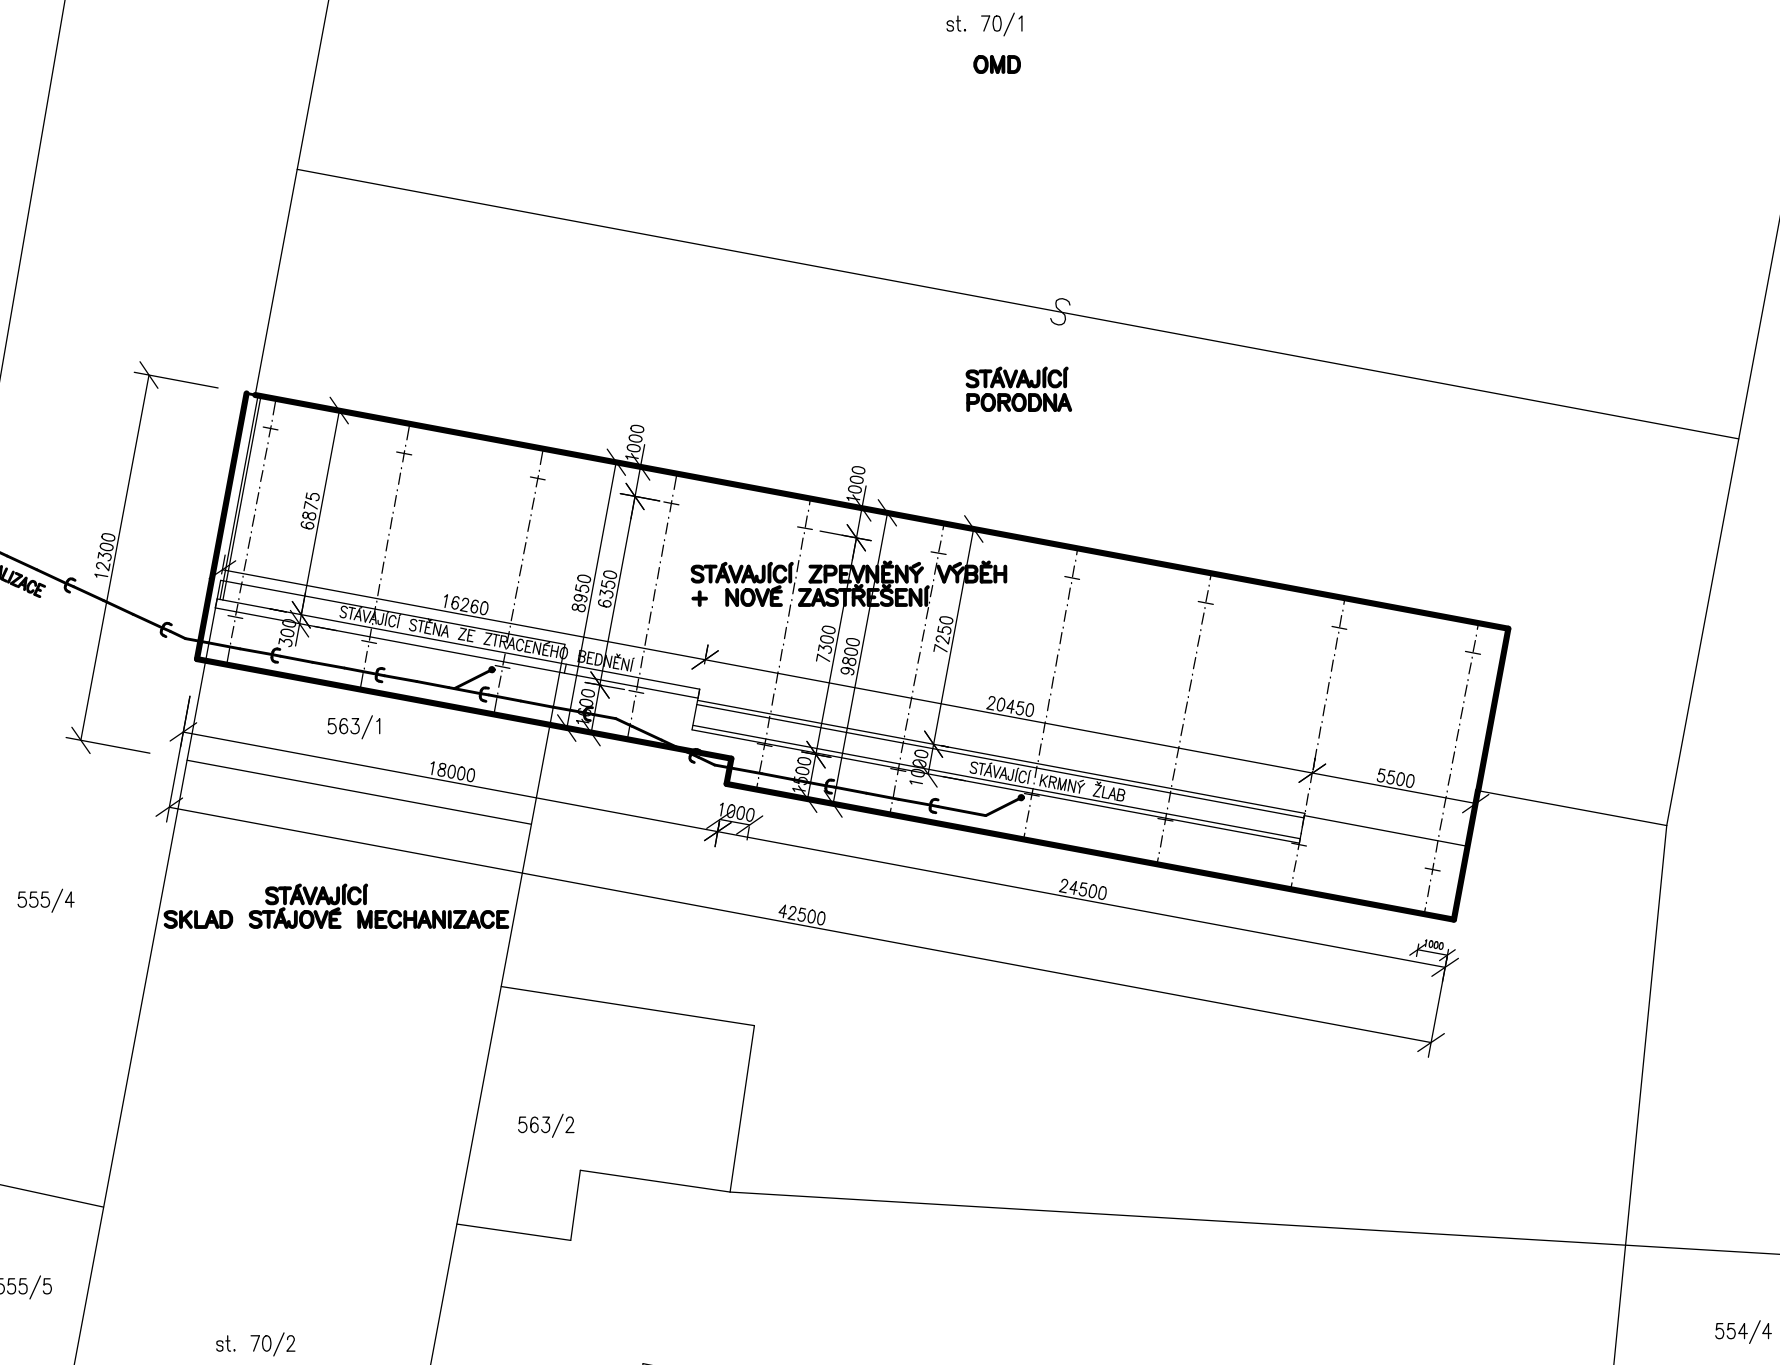 st. 70/1
OMD
S
STÁVAJÍCÍ
PORODNA
1000
1000
6875
12300
ALIZACE
STÁVAJÍCÍ ZPEVNĚNÝ VÝBĚH
+ NOVÉ ZASTŘEŠENÍ
8950
6350
16260
7300
9800
7250
300
STÁVAJÍCÍ STĚNA ZE ZTRACENÉHO BEDNĚNÍ
1600
20450
563/1
18000
1500
1000
STÁVAJÍCÍ KRMNÝ ŽLAB
5500
1000
24500
42500
1000
555/4
STÁVAJÍCÍ
SKLAD STÁJOVÉ MECHANIZACE
563/2
555/5
st. 70/2
554/4